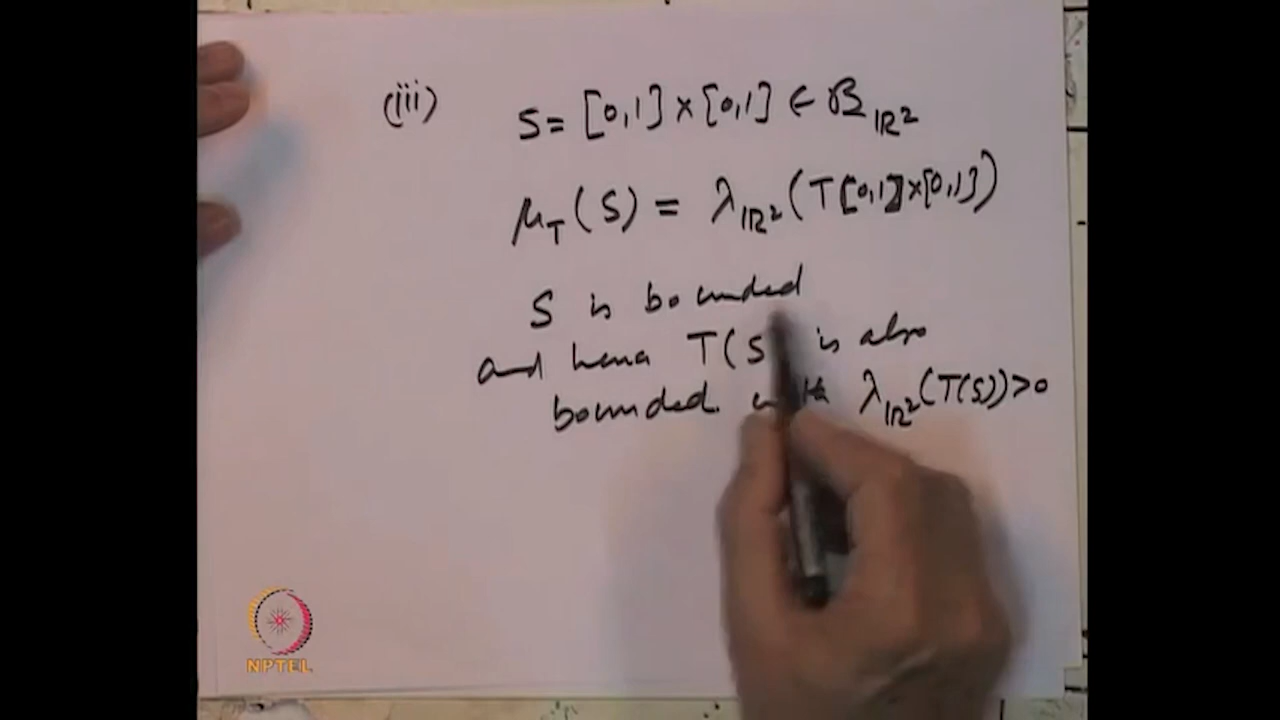 (iii) S = [0,1] × [0,1] ∈ 𝓑_ℝ²
μ_T(S) = λ_ℝ²(T[0,1]×[0,1])
S is bounded
and hence T(S) is also
bounded with λ_ℝ²(T(S))>0
NPTEL